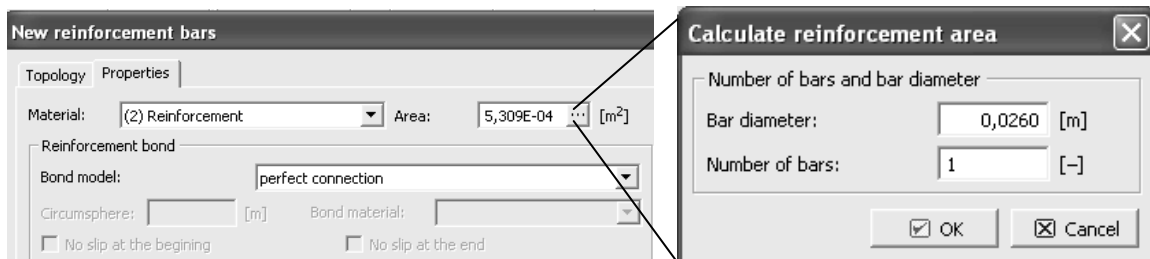 New reinforcement bars
Topology Properties
Material: (2) Reinforcement Area: 5,309E-04 ... [m²]
Reinforcement bond
Bond model: perfect connection
Circumsphere: [m] Bond material:
No slip at the begining No slip at the end
Calculate reinforcement area
Number of bars and bar diameter
Bar diameter: 0,0260 [m]
Number of bars: 1 [–]
OK Cancel